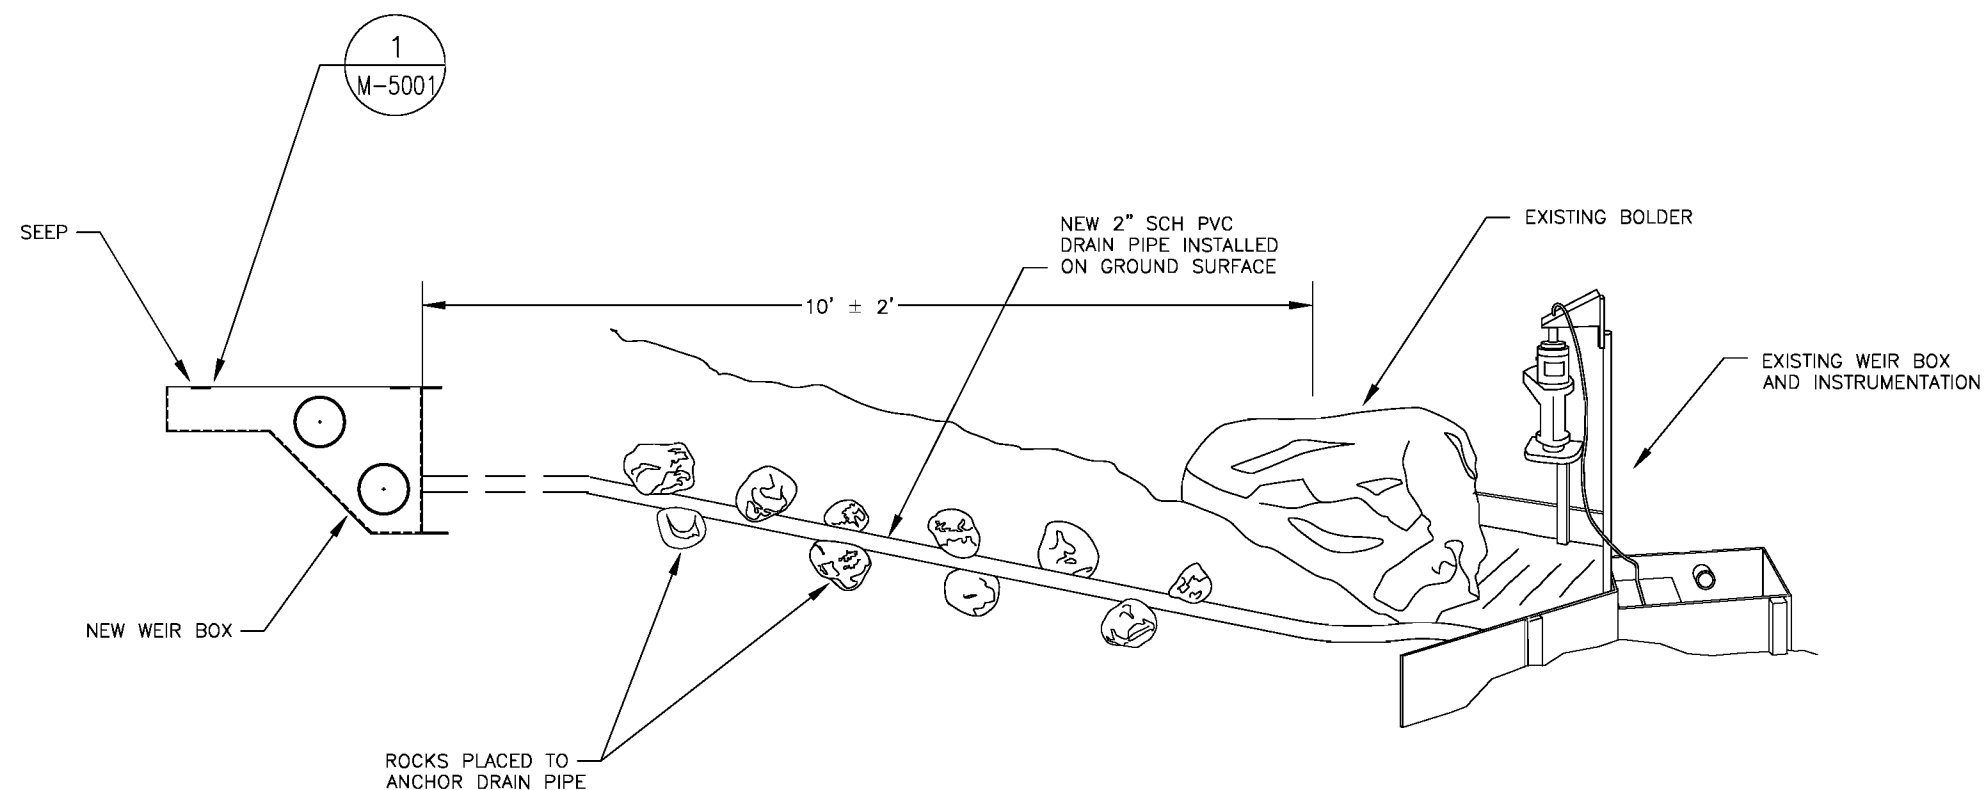 1
M-5001
SEEP
NEW 2" SCH PVC
DRAIN PIPE INSTALLED
ON GROUND SURFACE
EXISTING BOLDER
10' ± 2'
EXISTING WEIR BOX
AND INSTRUMENTATION
NEW WEIR BOX
ROCKS PLACED TO
ANCHOR DRAIN PIPE